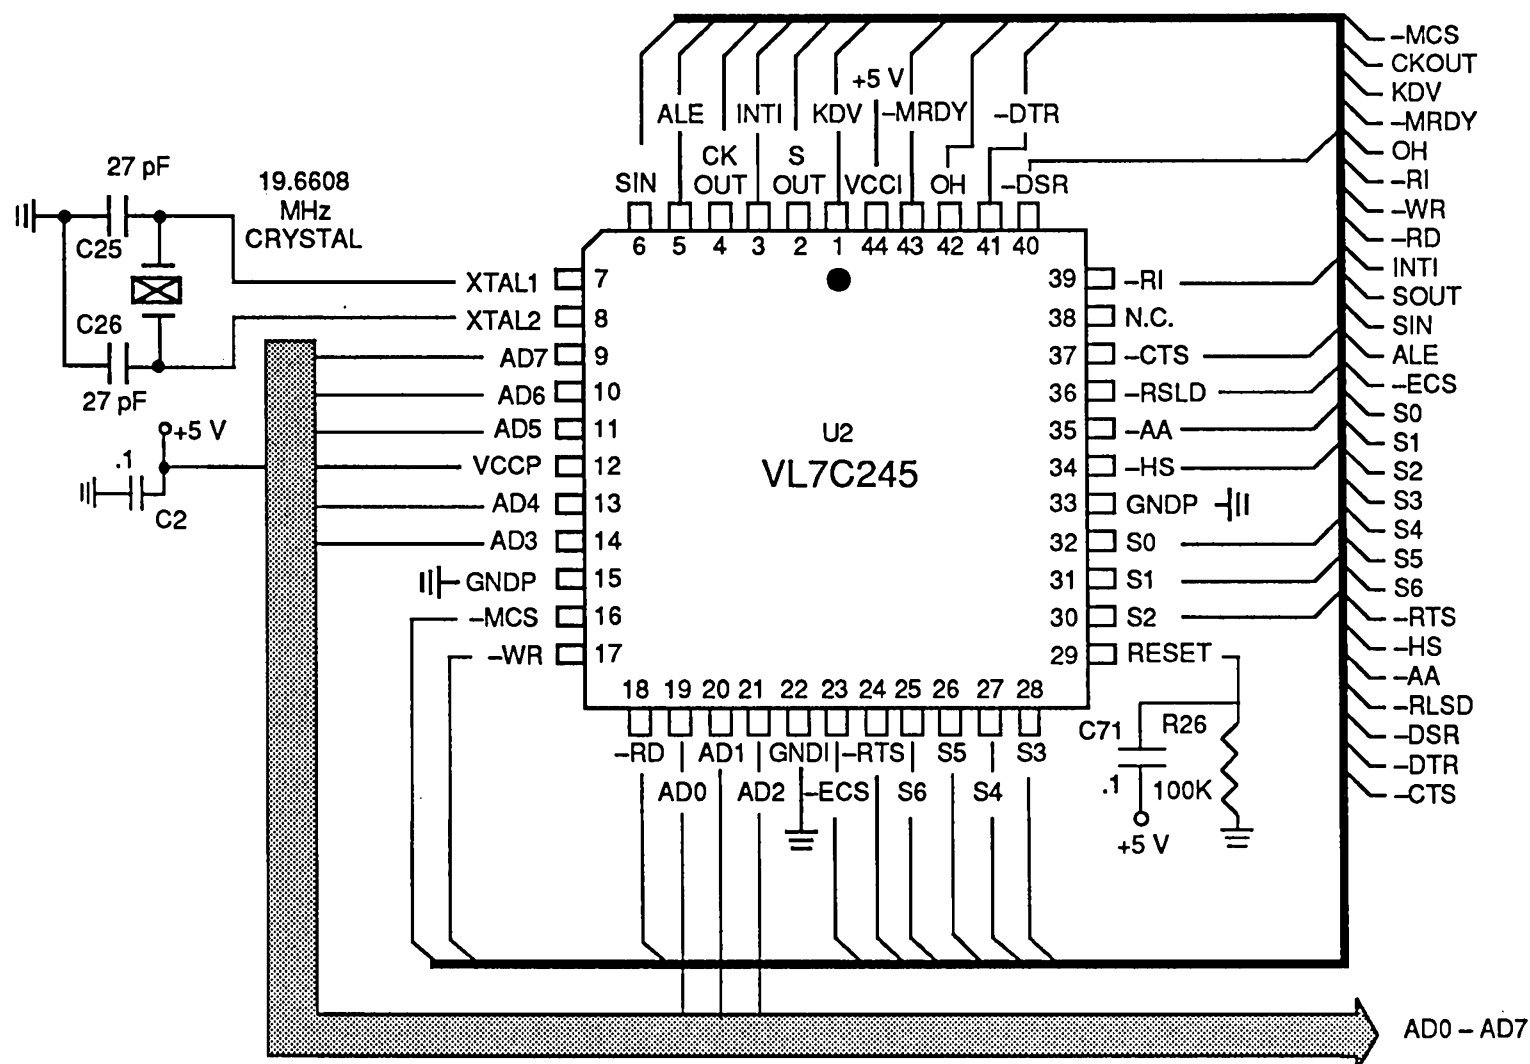 –MCS
CKOUT
KDV
–MRDY
OH
–RI
–WR
–RD
INTI
SOUT
SIN
ALE
–ECS
S0
S1
S2
S3
S4
S5
S6
–RTS
–HS
–AA
–RLSD
–DSR
–DTR
–CTS
+5 V
ALE
INTI
KDV
–MRDY
–DTR
CK
OUT
S
OUT
SIN
VCCI
OH
–DSR
6 5 4 3 2 1 44 43 42 41 40
27 pF
C25
19.6608
MHz
CRYSTAL
C26
27 pF
+5 V
.1
C2
XTAL1 7
XTAL2 8
AD7 9
AD6 10
AD5 11
VCCP 12
AD4 13
AD3 14
GNDP 15
–MCS 16
–WR 17
U2
VL7C245
39 –RI
38 N.C.
37 –CTS
36 –RSLD
35 –AA
34 –HS
33 GNDP
32 S0
31 S1
30 S2
29 RESET
18 19 20 21 22 23 24 25 26 27 28
–RD AD1 GNDI –RTS S5 S3
AD0 AD2 –ECS S6 S4
C71
R26
.1
100K
+5 V
AD0 – AD7